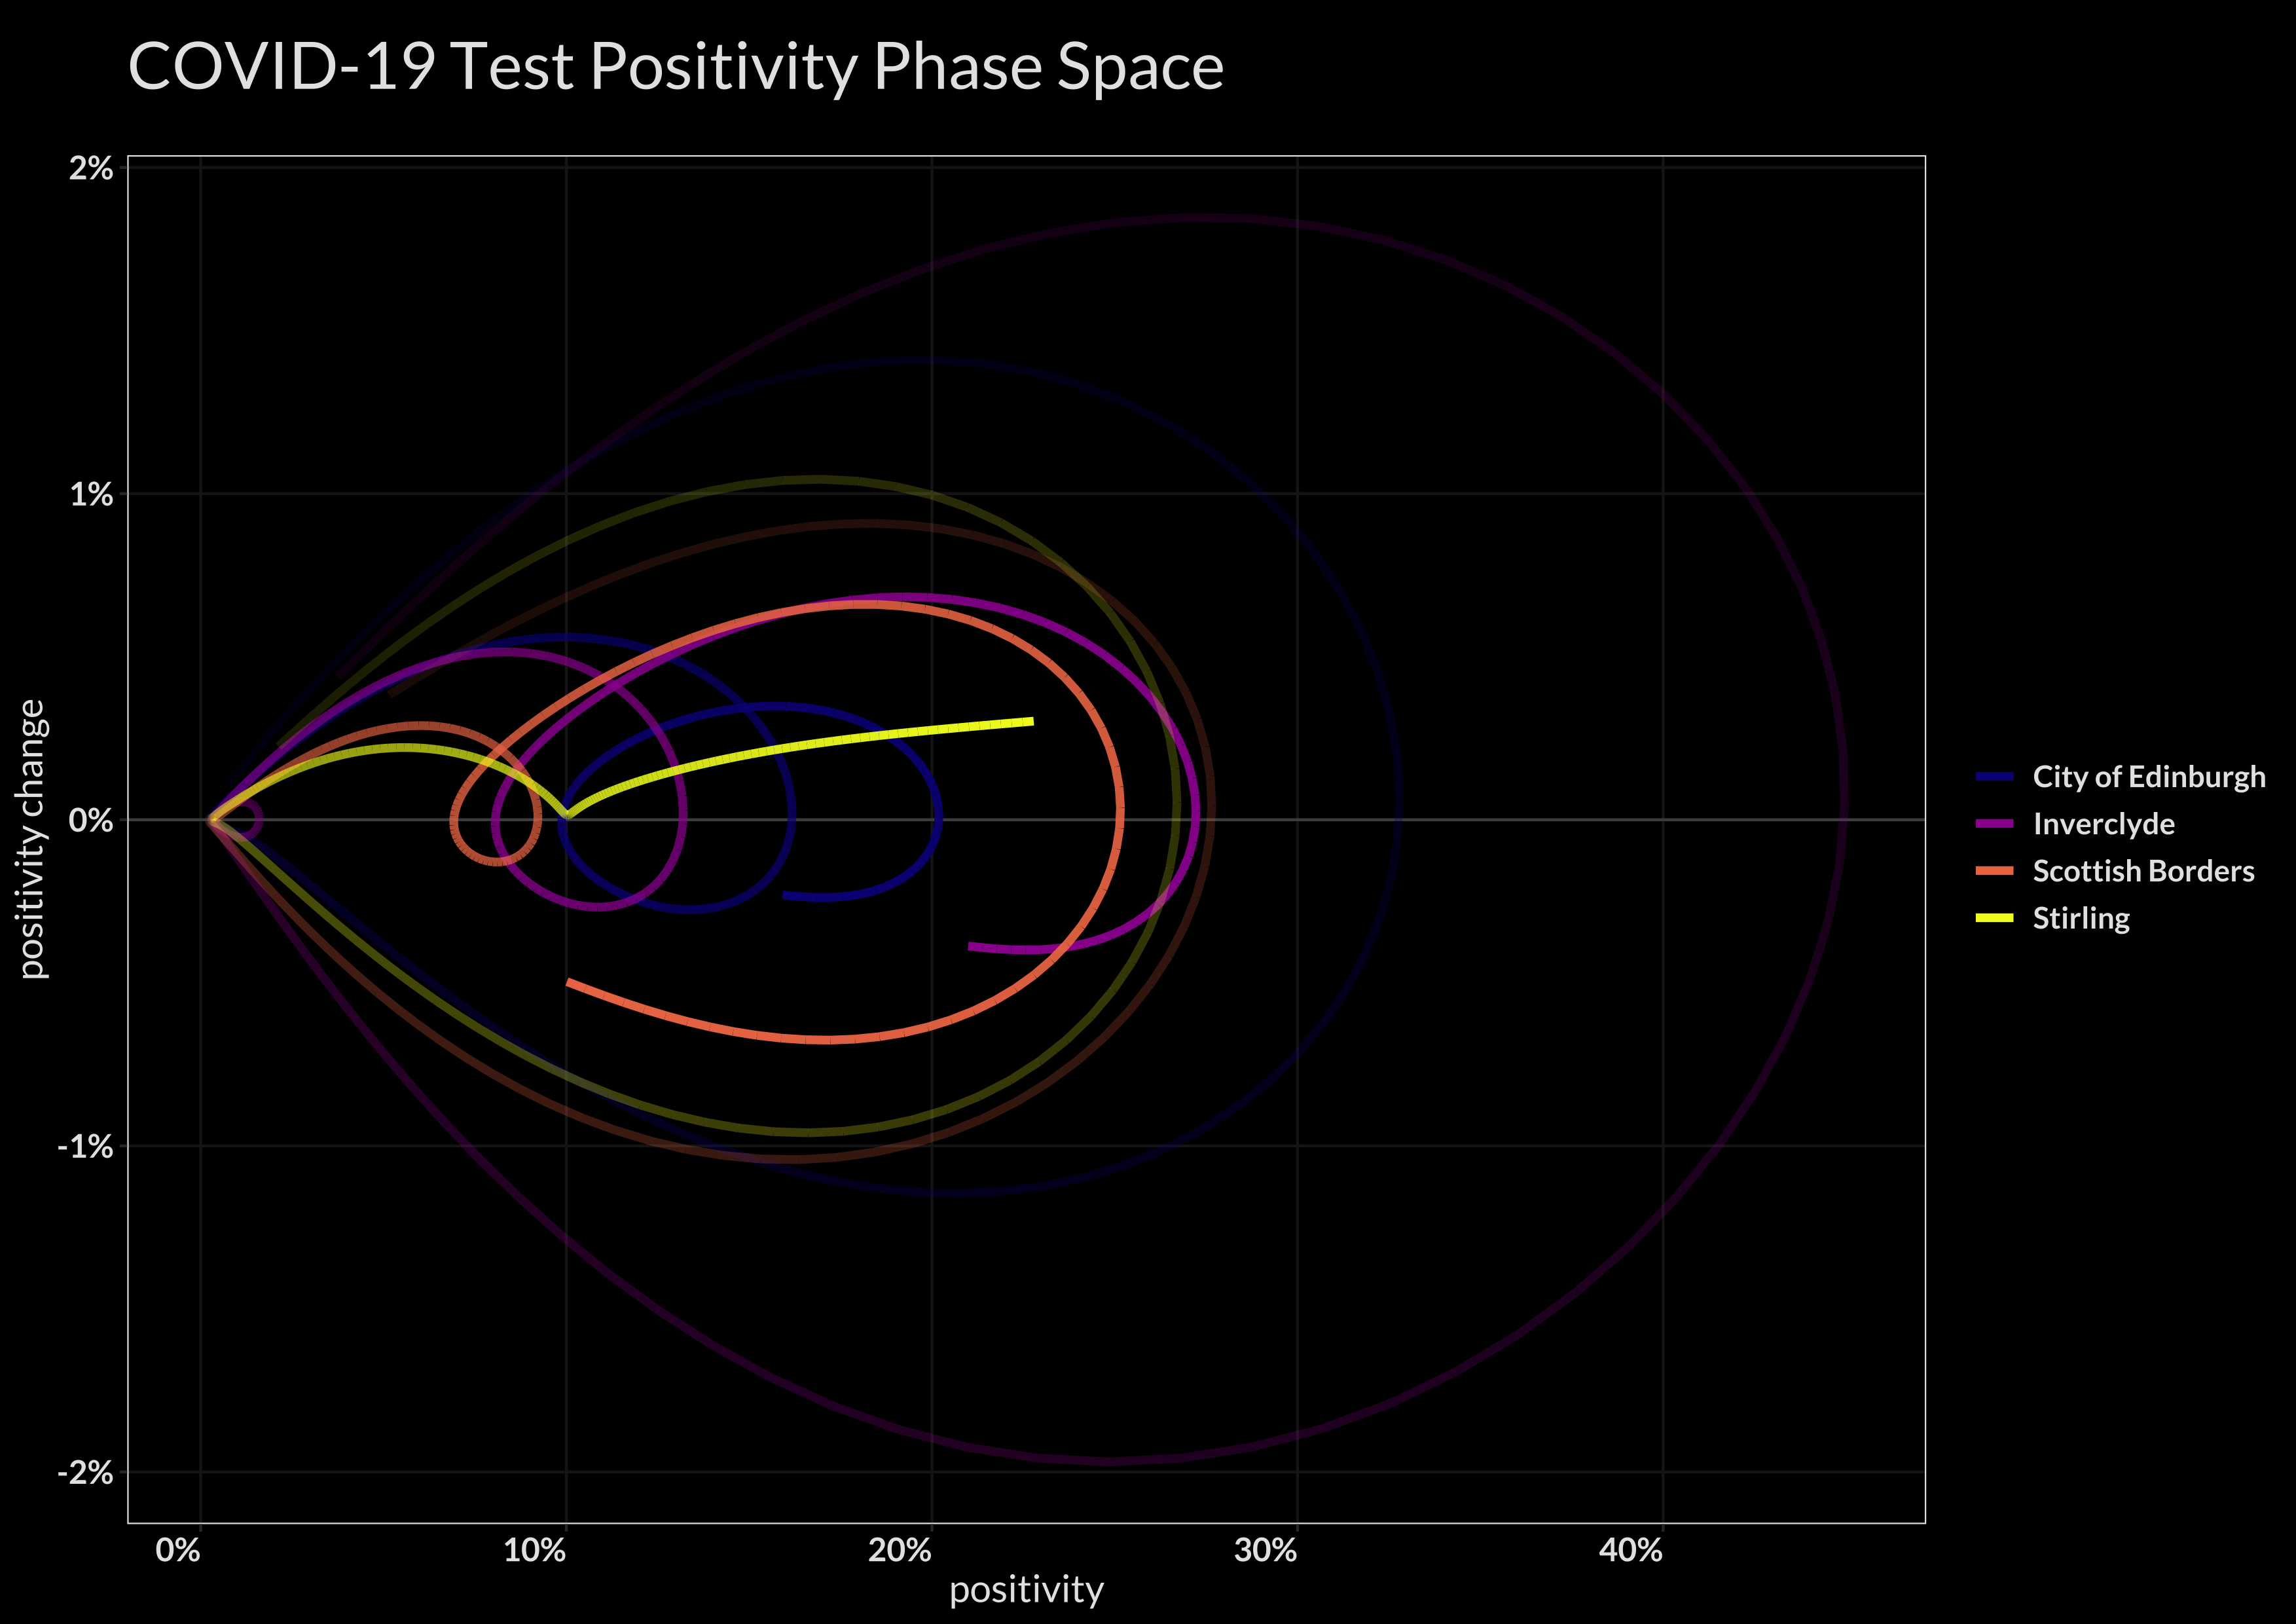 COVID-19 Test Positivity Phase Space
2%
1%
0%
-1%
-2%
positivity change
0%
10%
20%
30%
40%
positivity
City of Edinburgh
Inverclyde
Scottish Borders
Stirling